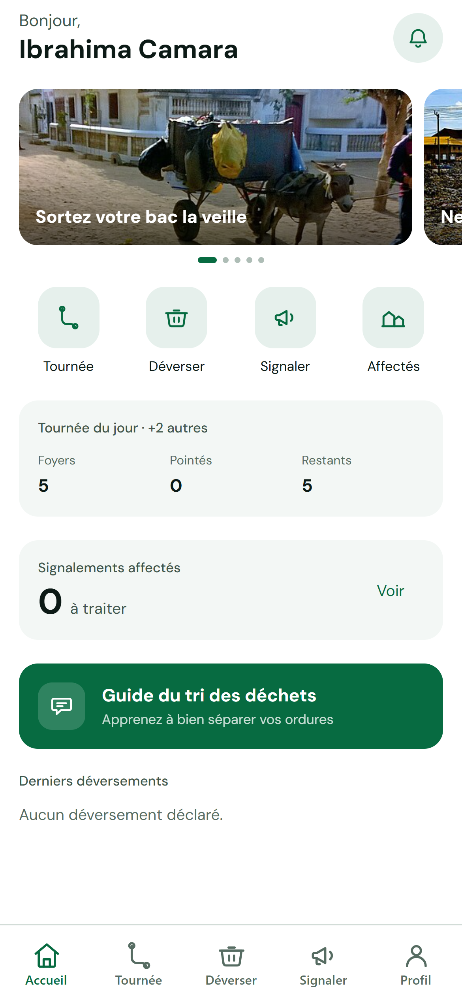 Bonjour,
Ibrahima Camara
Sortez votre bac la veille
Ne
Tournée
Déverser
Signaler
Affectés
Tournée du jour · +2 autres
Foyers
Pointés
Restants
5
0
5
Signalements affectés
0 à traiter
Voir
Guide du tri des déchets
Apprenez à bien séparer vos ordures
Derniers déversements
Aucun déversement déclaré.
Accueil
Tournée
Déverser
Signaler
Profil